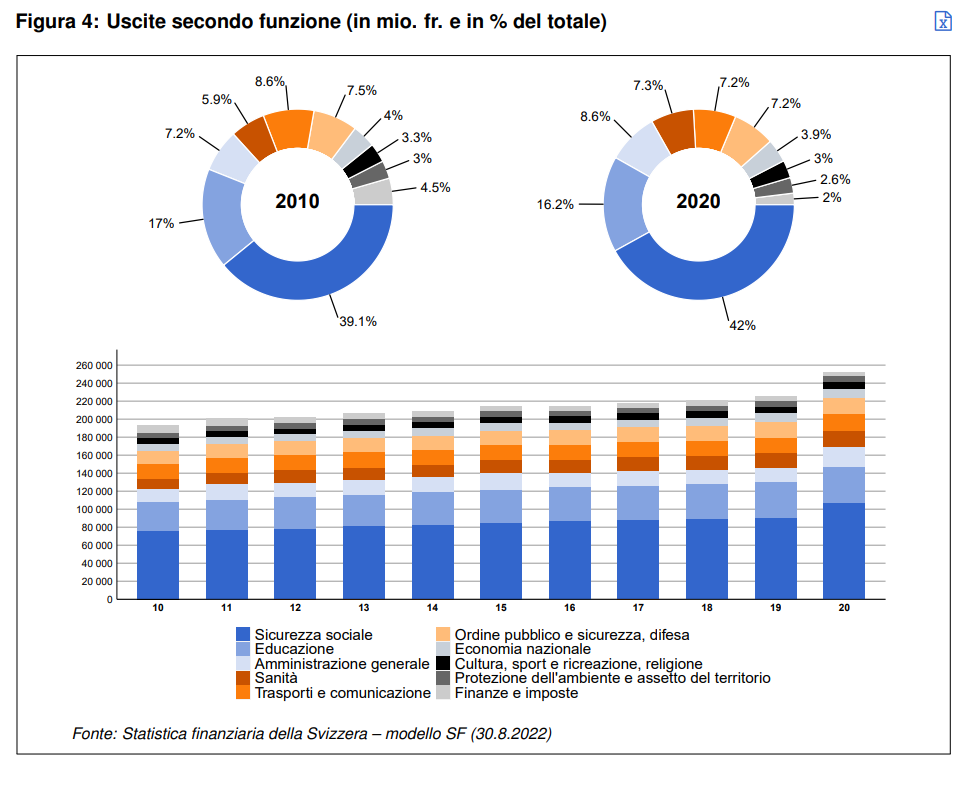 Figura 4: Uscite secondo funzione (in mio. fr. e in % del totale)
8.6%
7.5%
5.9%
4%
7.2%
3.3%
3%
2010
4.5%
17%
39.1%
7.3%
7.2%
7.2%
8.6%
3.9%
3%
2.6%
2020
2%
16.2%
42%
260 000
240 000
220 000
200 000
180 000
160 000
140 000
120 000
100 000
80 000
60 000
40 000
20 000
0
10 11 12 13 14 15 16 17 18 19 20
Sicurezza sociale
Educazione
Amministrazione generale
Sanità
Trasporti e comunicazione
Ordine pubblico e sicurezza, difesa
Economia nazionale
Cultura, sport e ricreazione, religione
Protezione dell'ambiente e assetto del territorio
Finanze e imposte
Fonte: Statistica finanziaria della Svizzera – modello SF (30.8.2022)